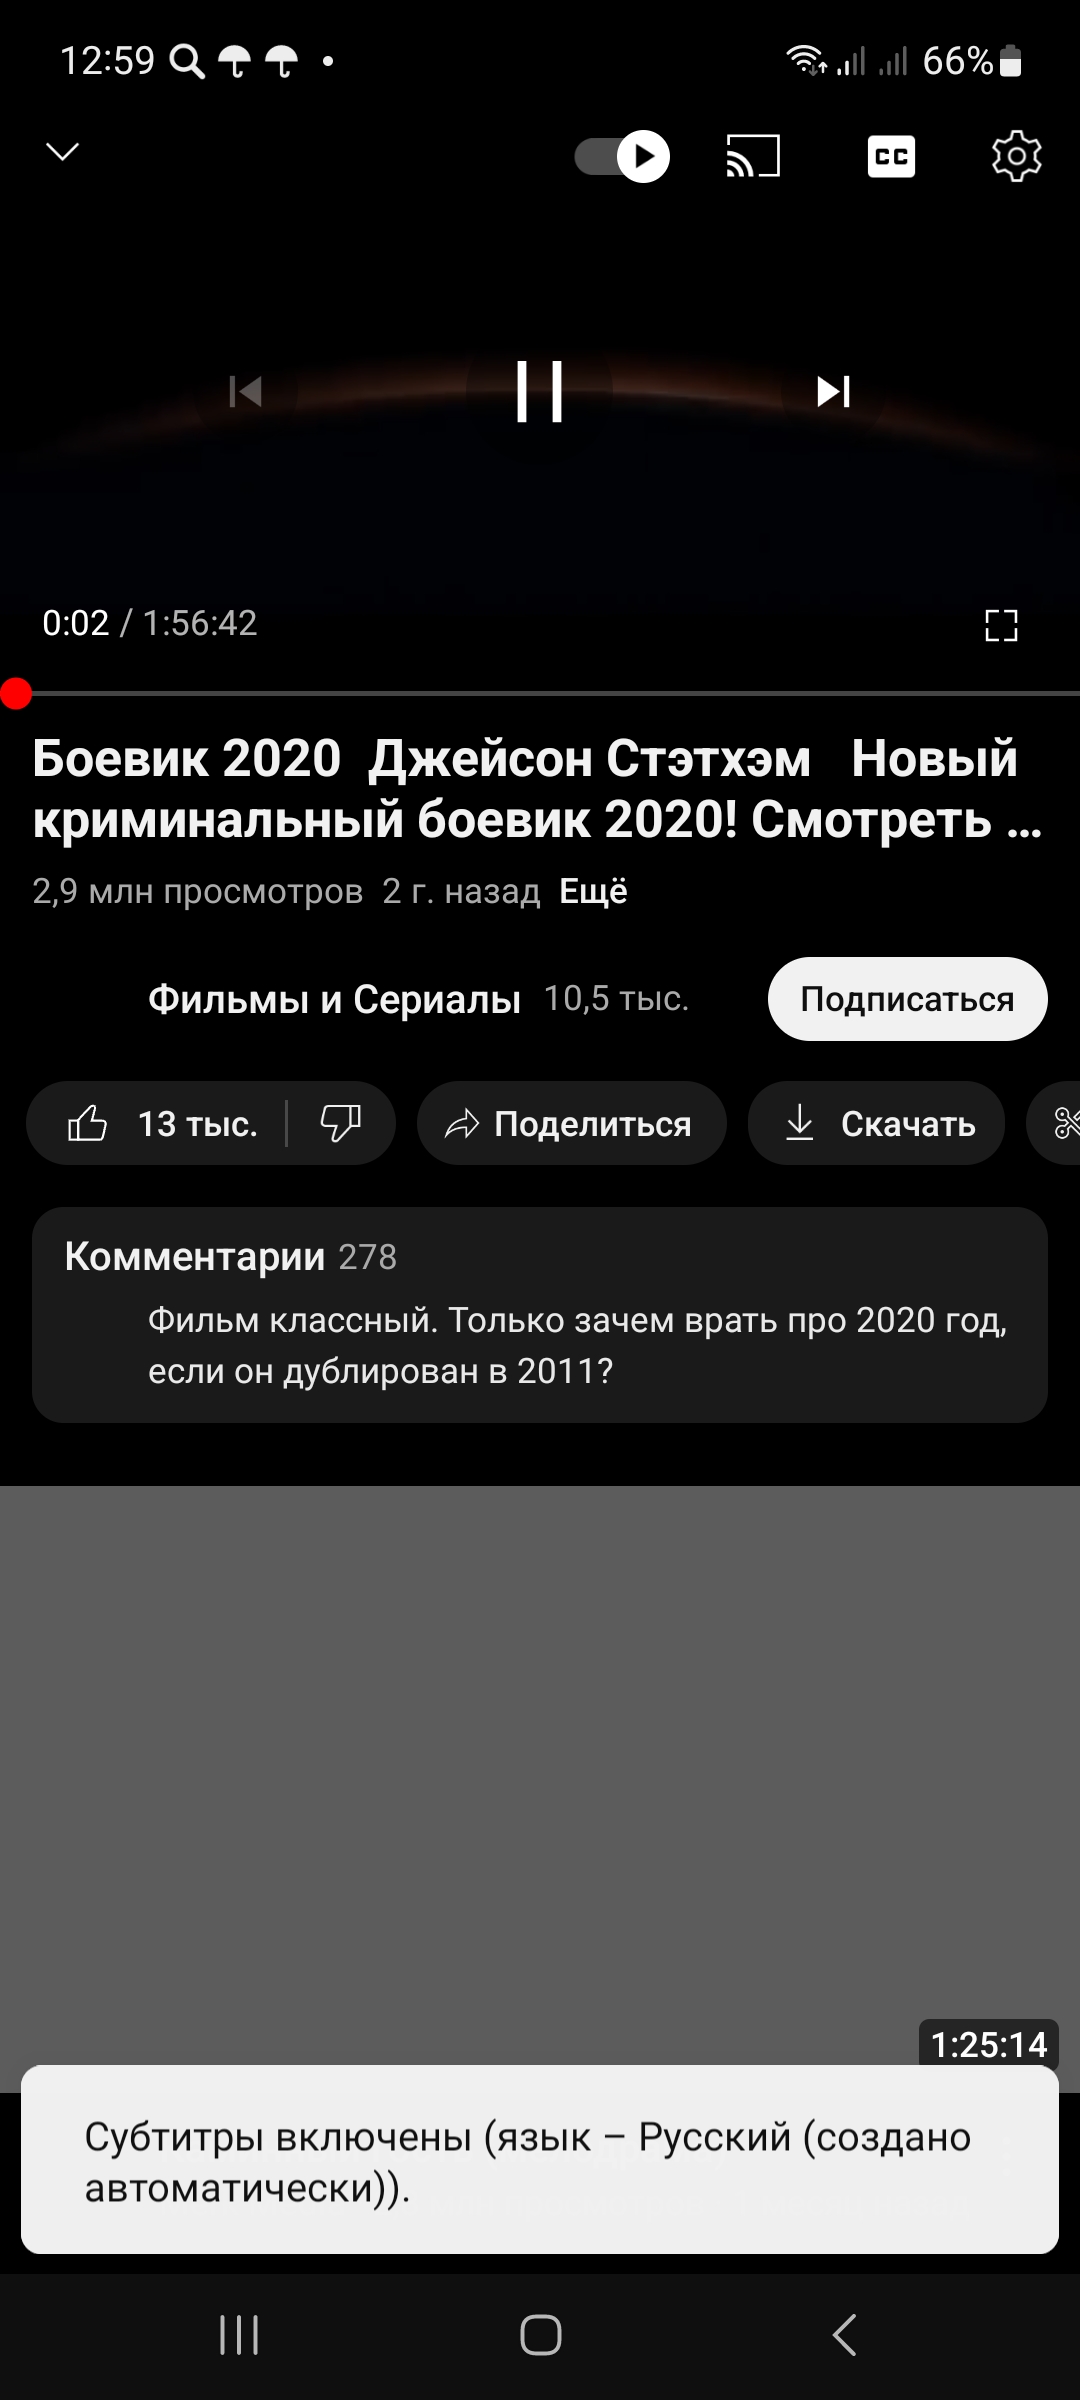 12:59
66%
CC
0:02 / 1:56:42
Боевик 2020 Джейсон Стэтхэм Новый
криминальный боевик 2020! Смотреть ...
2,9 млн просмотров 2 г. назад Ещё
Фильмы и Сериалы 10,5 тыс.
Подписаться
13 тыс.
Поделиться
Скачать
Комментарии 278
Фильм классный. Только зачем врать про 2020 год,
если он дублирован в 2011?
1:25:14
Субтитры включены (язык – Русский (создано
автоматически)).